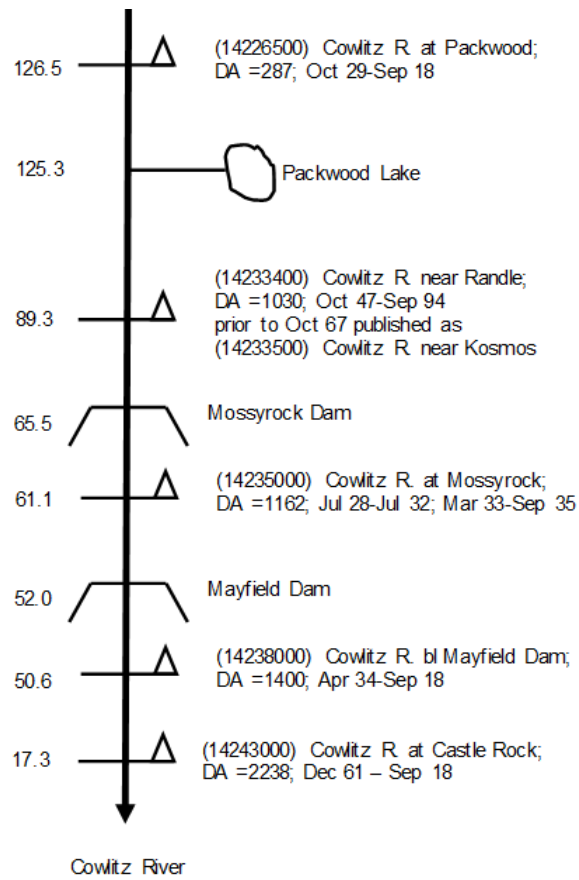 126.5
(14226500) Cowlitz R. at Packwood;
DA =287; Oct 29-Sep 18
125.3
Packwood Lake
89.3
(14233400) Cowlitz R. near Randle;
DA =1030; Oct 47-Sep 94
prior to Oct 67 published as
(14233500) Cowlitz R. near Kosmos
65.5
Mossyrock Dam
61.1
(14235000) Cowlitz R. at Mossyrock;
DA =1162; Jul 28-Jul 32; Mar 33-Sep 35
52.0
Mayfield Dam
50.6
(14238000) Cowlitz R. bl Mayfield Dam;
DA =1400; Apr 34-Sep 18
17.3
(14243000) Cowlitz R. at Castle Rock;
DA =2238; Dec 61 – Sep 18
Cowlitz River